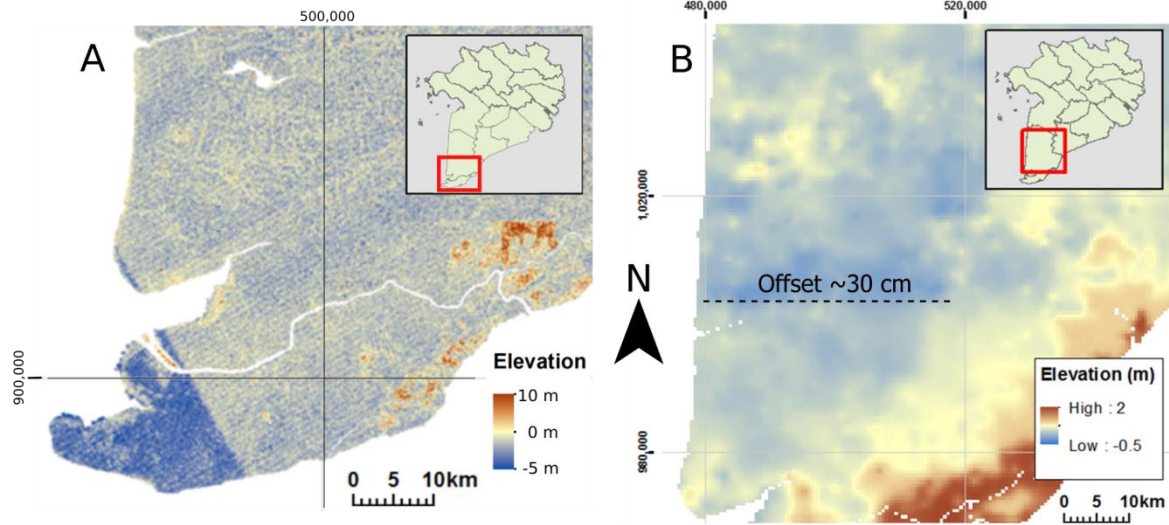 500,000
A
900,000
Elevation
10 m
0 m
-5 m
0 5 10km
480,000 520,000
B
1,020,000
N
Offset ~30 cm
980,000
Elevation (m)
High : 2
Low : -0.5
0 5 10km